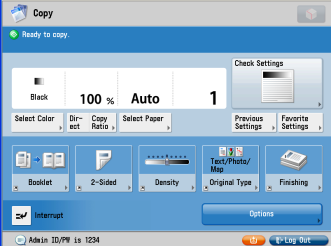 Copy
Ready to copy.
Check Settings
Black
100 %
Auto
1
Select Color
Dir-
ect
Copy
Ratio
Select Paper
Previous
Settings
Favorite
Settings
Booklet
2-Sided
Density
Text/Photo/
Map
Original Type
Finishing
Interrupt
Options
Admin ID/PW is 1234
Log Out